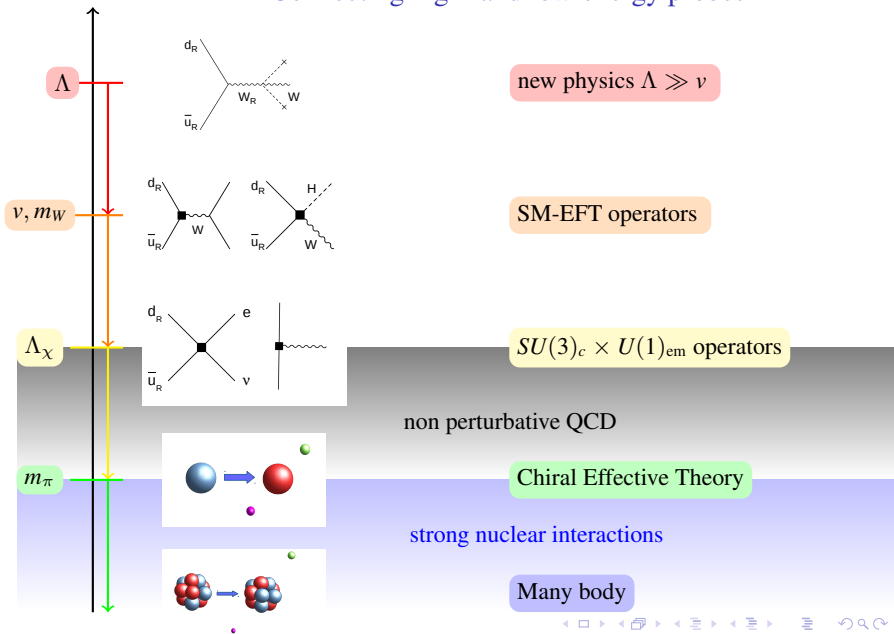 d_R
Λ
W_R
W
new physics Λ ≫ v
ū_R
d_R
d_R
H
v, m_W
SM-EFT operators
W
ū_R
ū_R
W
d_R
e
Λ_χ
SU(3)_c × U(1)_em operators
ū_R
ν
non perturbative QCD
m_π
Chiral Effective Theory
strong nuclear interactions
Many body